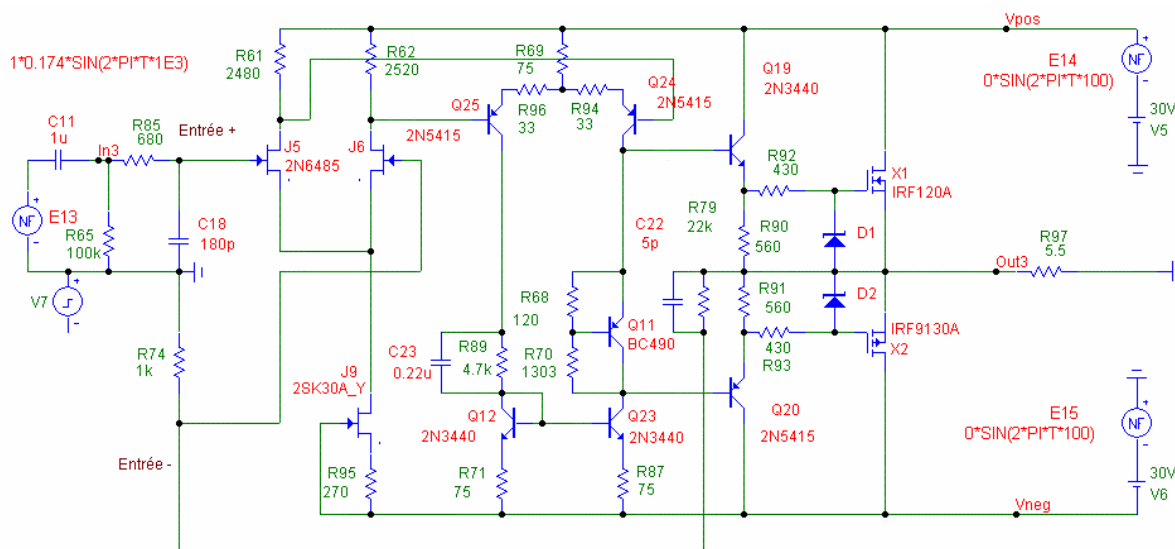 Vpos
1*0.174*SIN(2*PI*T*1E3)
R61
2480
R62
2520
R69
75
Q24
2N5415
Q25
2N5415
R96
33
R94
33
Q19
2N3440
E14
0*SIN(2*PI*T*100)
NF
30V
V5
C11
1u
In3
R85
680
Entrée +
J5
2N6485
J6
R92
430
X1
IRF120A
NF
E13
R65
100k
C18
180p
V7
C22
5p
R79
22k
R90
560
D1
Out3
R97
5.5
R68
120
R91
560
D2
R74
1k
C23
0.22u
R89
4.7k
R70
1303
Q11
BC490
430
R93
IRF9130A
X2
J9
2SK30A_Y
Q12
2N3440
Q23
2N3440
Q20
2N5415
E15
0*SIN(2*PI*T*100)
NF
Entrée -
R95
270
R71
75
R87
75
30V
V6
Vneg